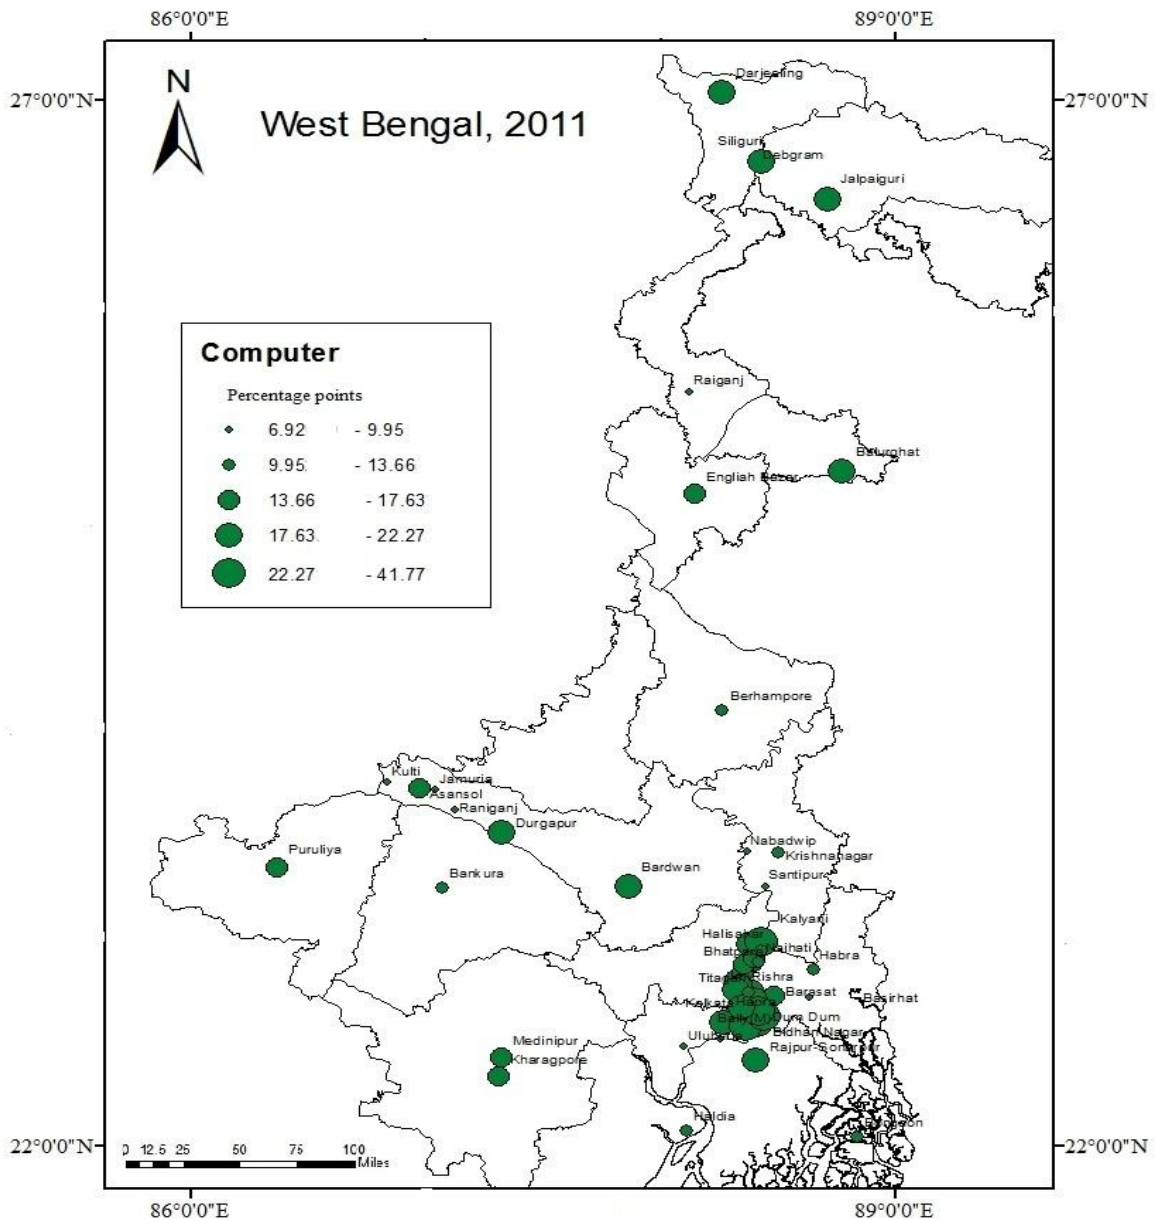 86°0'0"E
89°0'0"E
27°0'0"N
27°0'0"N
N
West Bengal, 2011
Darjeeling
Siliguri
Debgram
Jalpaiguri
Computer
Percentage points
6.92 - 9.95
9.95 - 13.66
13.66 - 17.63
17.63 - 22.27
22.27 - 41.77
Raiganj
Balurghat
Berhampore
Kulti
Jamuria
Asansol
Raniganj
Durgapur
Puruliya
Bankura
Bardwan
Nabadwip
Krishnanagar
Santipur
Kalyani
Halisahar
Naihati
Bhatpara
Habra
Rishra
Barasat
Basirhat
Bally(M)
Dum Dum
Bidhan Nagar
Rajpur-Sonarpur
Medinipur
Kharagpore
Haldia
22°0'0"N
22°0'0"N
0 12.5 25 50 75 100
Miles
86°0'0"E
89°0'0"E